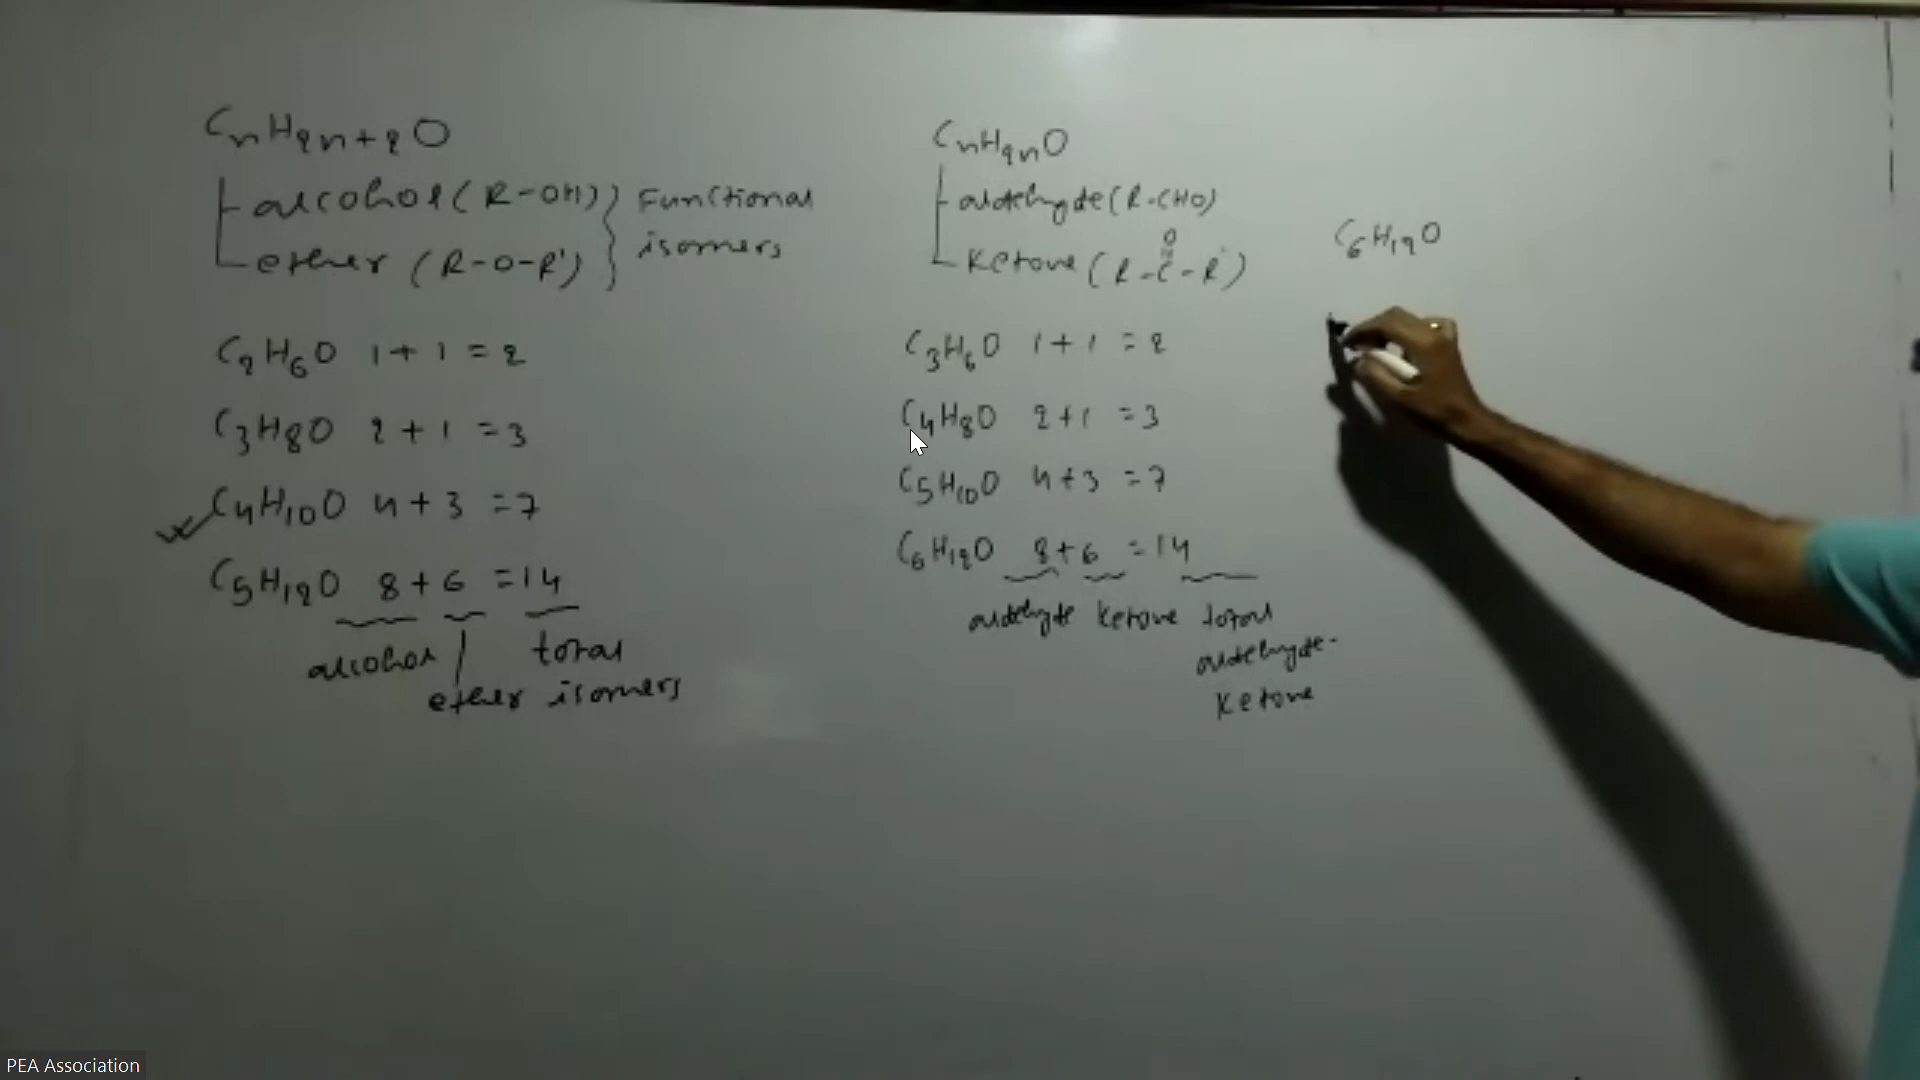 CnH2n+2O
alcohol (R-OH)
ether (R-O-R')
Functional
isomers
C2H6O 1 + 1 = 2
C3H8O 2 + 1 = 3
C4H10O 4 + 3 = 7
C5H12O 8 + 6 = 14
alcohol
ether
total
isomers
CnH2nO
aldehyde (R-CHO)
O
Ketone (R-C-R')
C3H6O 1 + 1 = 2
C4H8O 2 + 1 = 3
C5H10O 4 + 3 = 7
C6H12O 8 + 6 = 14
aldehyde ketone total
aldehyde-
ketone
C6H12O
PEA Association